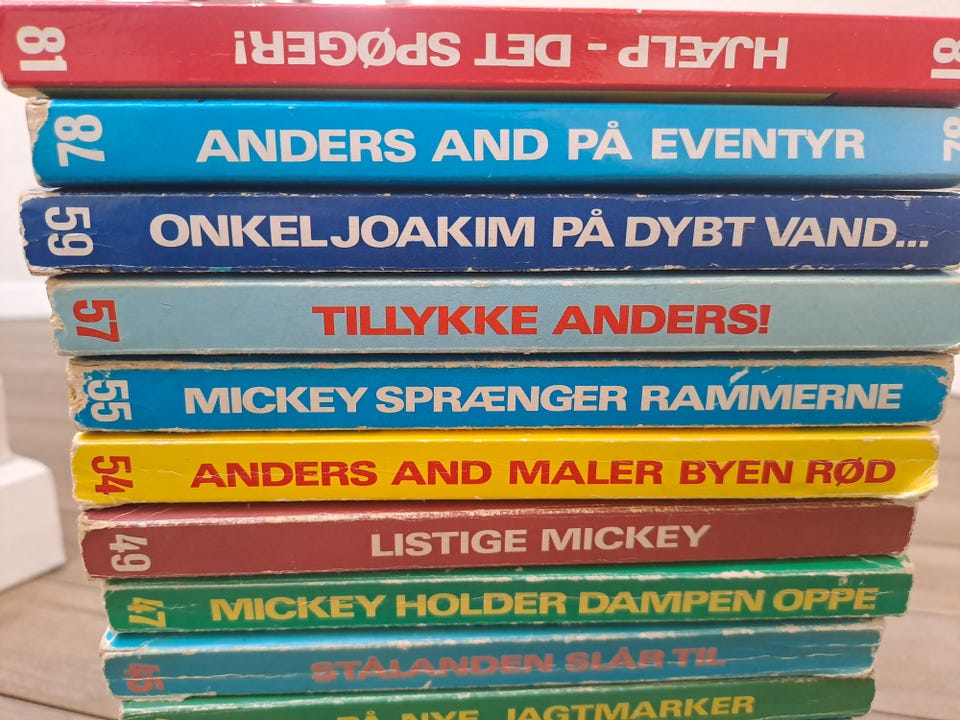 81 HJÆLP - DET SPØGER! 81
78 ANDERS AND PÅ EVENTYR 78
59 ONKEL JOAKIM PÅ DYBT VAND...
57 TILLYKKE ANDERS!
55 MICKEY SPRÆNGER RAMMERNE
54 ANDERS AND MALER BYEN RØD
49 LISTIGE MICKEY
47 MICKEY HOLDER DAMPEN OPPE
45 STÅLANDEN SLÅR TIL
PÅ NYE JAGTMARKER